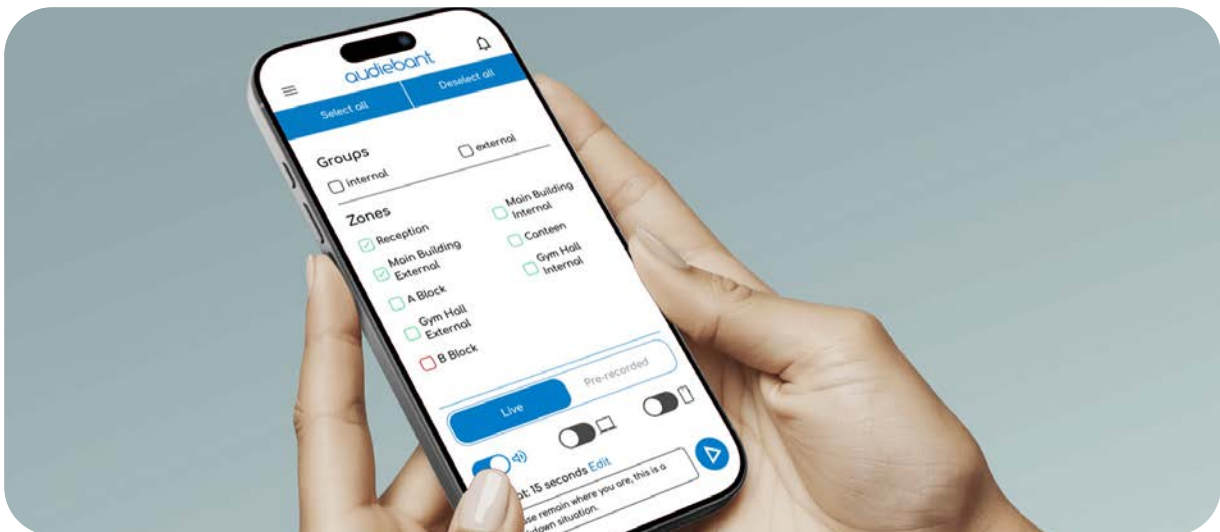 audiebant
Select all
Deselect all
Groups
internal
external
Zones
Reception
Main Building
External
A Block
Gym Hall
External
B Block
Main Building
Internal
Canteen
Gym Hall
Internal
Live
Pre-recorded
at: 15 seconds Edit
remain where you are, this is a
situation.